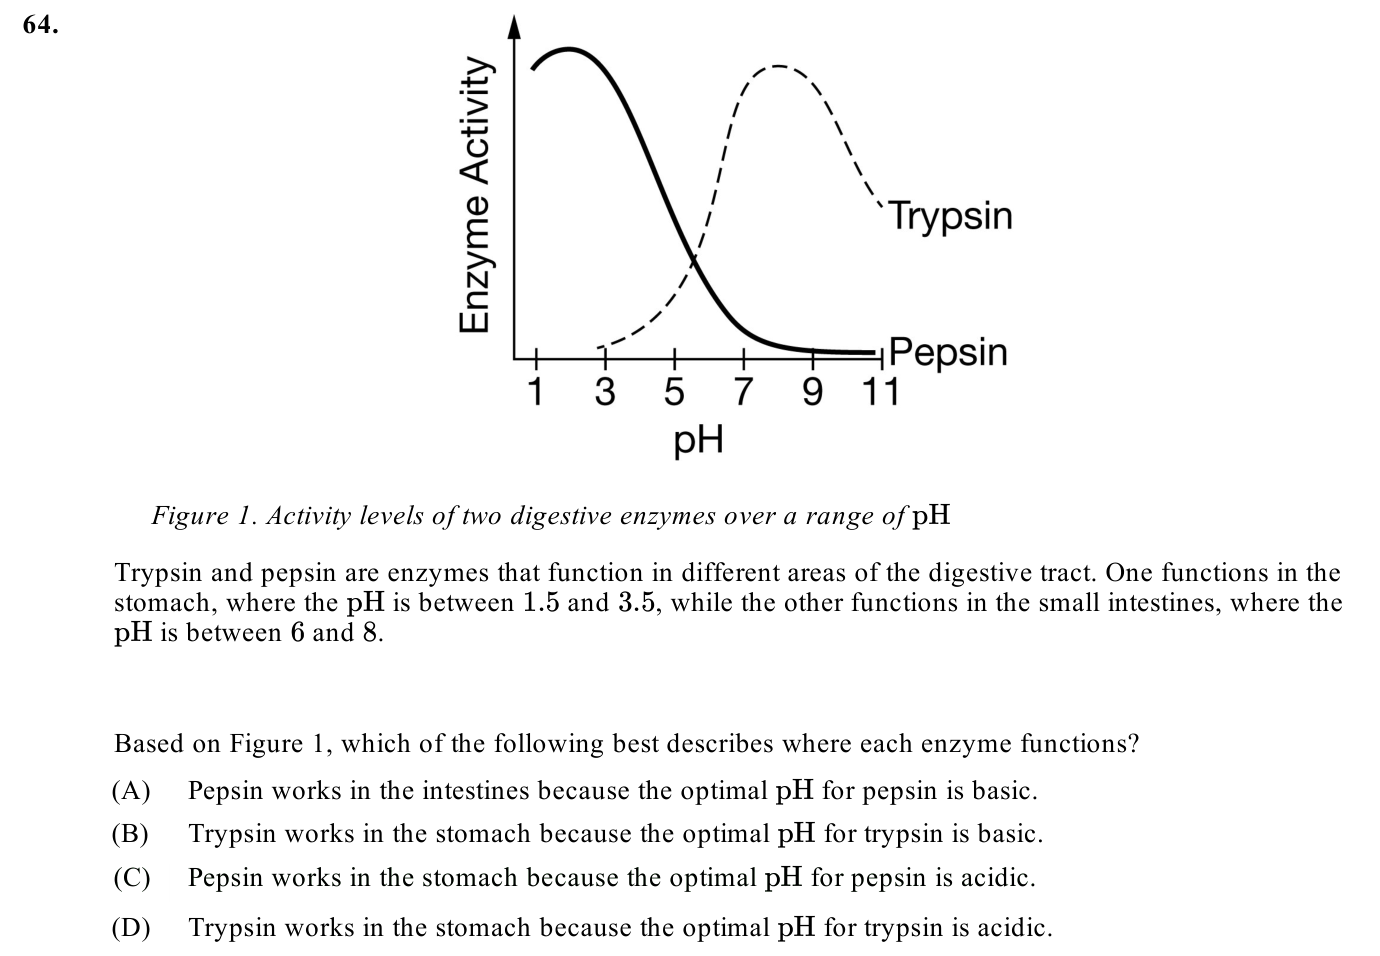 64.
Enzyme Activity
Trypsin
Pepsin
1 3 5 7 9 11
pH
Figure 1. Activity levels of two digestive enzymes over a range of pH
Trypsin and pepsin are enzymes that function in different areas of the digestive tract. One functions in the
stomach, where the pH is between 1.5 and 3.5, while the other functions in the small intestines, where the
pH is between 6 and 8.
Based on Figure 1, which of the following best describes where each enzyme functions?
(A) Pepsin works in the intestines because the optimal pH for pepsin is basic.
(B) Trypsin works in the stomach because the optimal pH for trypsin is basic.
(C) Pepsin works in the stomach because the optimal pH for pepsin is acidic.
(D) Trypsin works in the stomach because the optimal pH for trypsin is acidic.